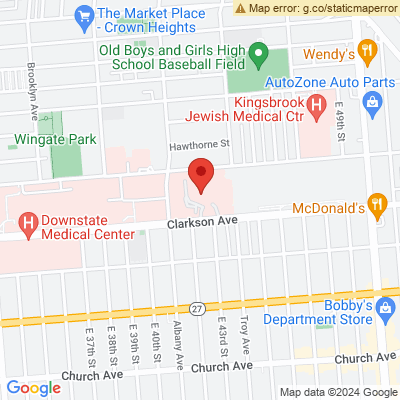 Map error: g.co/staticmaperror
The Market Place -
Crown Heights
Wendy's
Old Boys and Girls High
School Baseball Field
AutoZone Auto Parts
Brooklyn Ave
Kingsbrook
Jewish Medical Ctr
E 49th St
Wingate Park
Hawthorne St
McDonald's
Downstate
Medical Center
Clarkson Ave
27
Bobby's
Department Store
E 37th St
E 38th St
E 39th St
E 40th St
Albany Ave
E 43rd St
Troy Ave
Church Ave
Church Ave
Google
Map data ©2024 Google